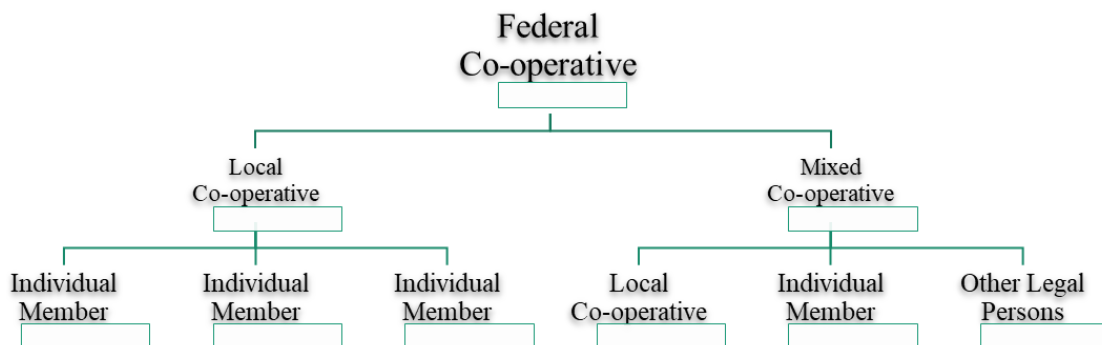 Federal
Co-operative
Local
Co-operative
Mixed
Co-operative
Individual
Member
Individual
Member
Individual
Member
Local
Co-operative
Individual
Member
Other Legal
Persons